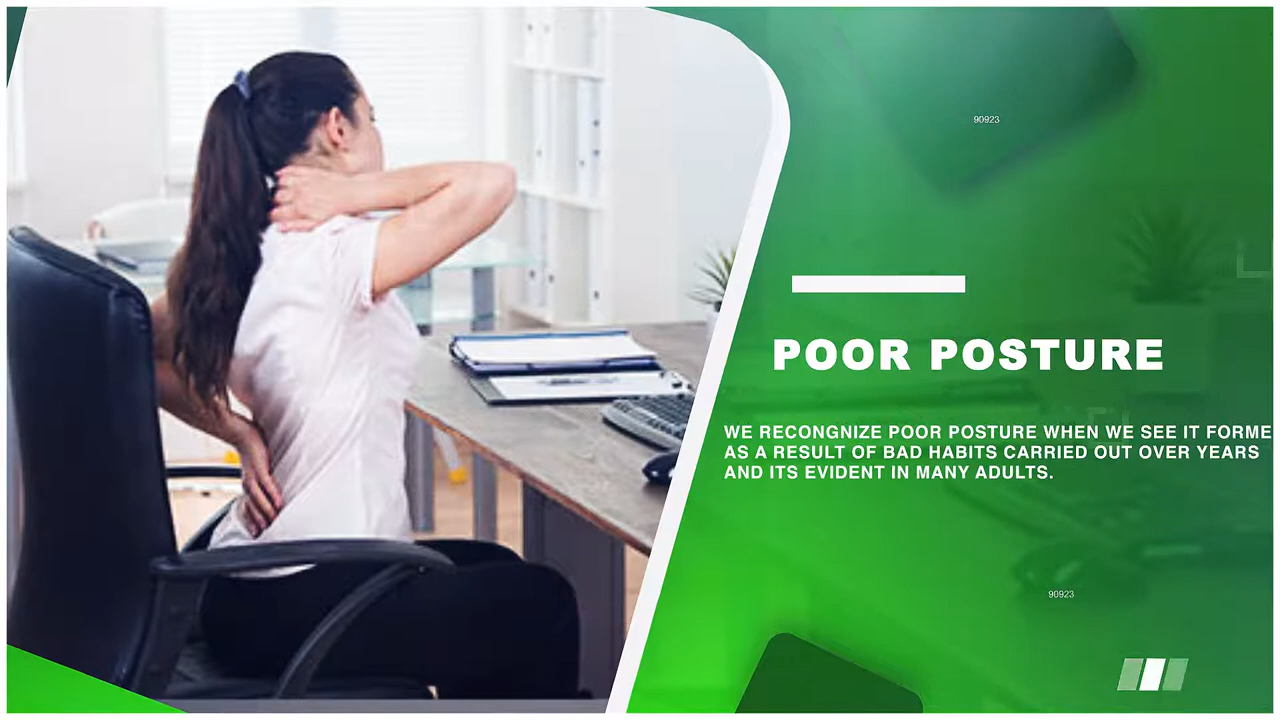 90923
POOR POSTURE
WE RECONGNIZE POOR POSTURE WHEN WE SEE IT FORME
AS A RESULT OF BAD HABITS CARRIED OUT OVER YEARS
AND ITS EVIDENT IN MANY ADULTS.
90923